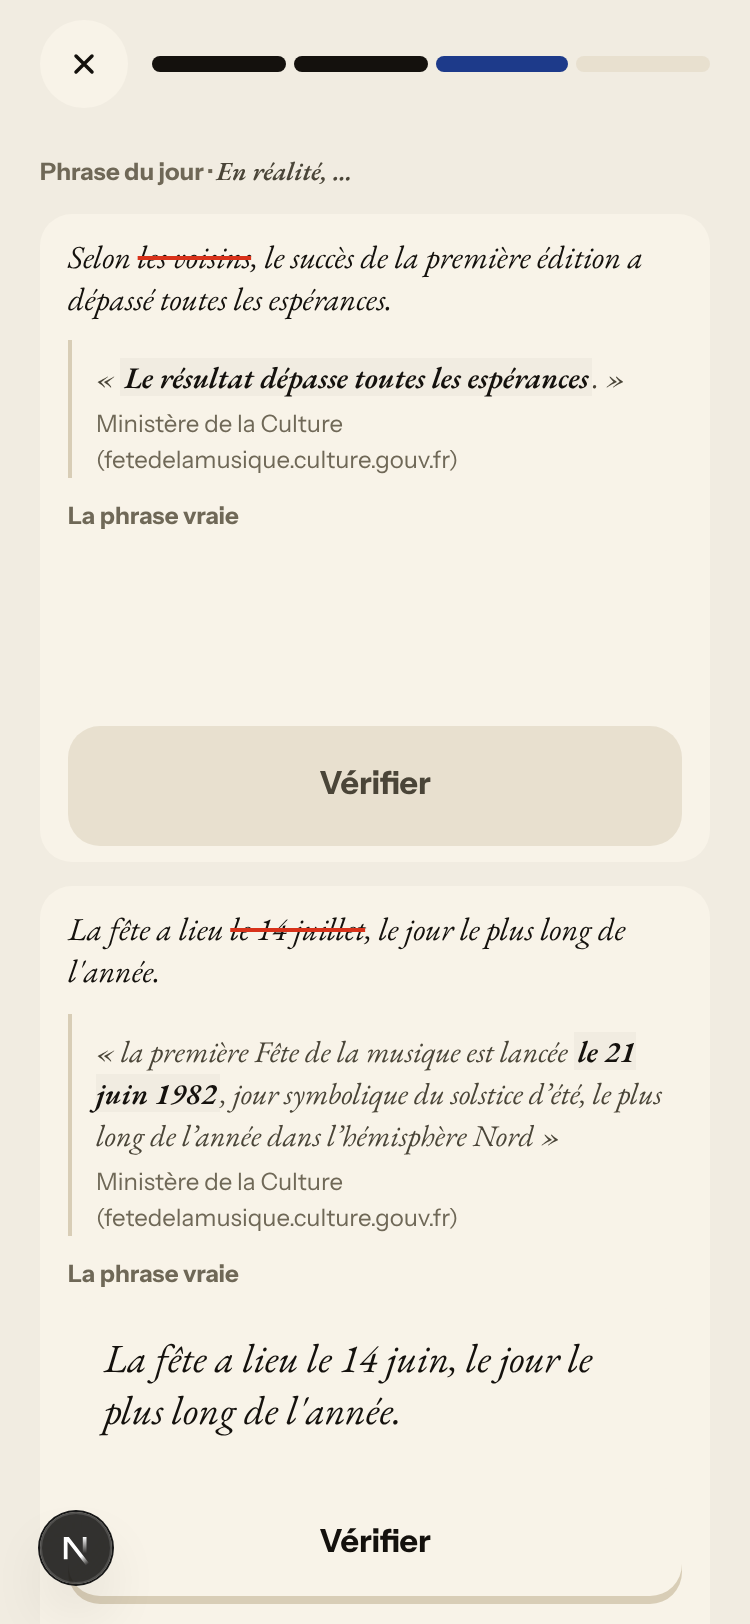 Phrase du jour · En réalité, ...
Selon les voisins, le succès de la première édition a
dépassé toutes les espérances.
« Le résultat dépasse toutes les espérances. »
Ministère de la Culture
(fetedelamusique.culture.gouv.fr)
La phrase vraie
Vérifier
La fête a lieu le 14 juillet, le jour le plus long de
l'année.
« la première Fête de la musique est lancée le 21
juin 1982, jour symbolique du solstice d’été, le plus
long de l’année dans l’hémisphère Nord »
Ministère de la Culture
(fetedelamusique.culture.gouv.fr)
La phrase vraie
La fête a lieu le 14 juin, le jour le
plus long de l'année.
Vérifier
N